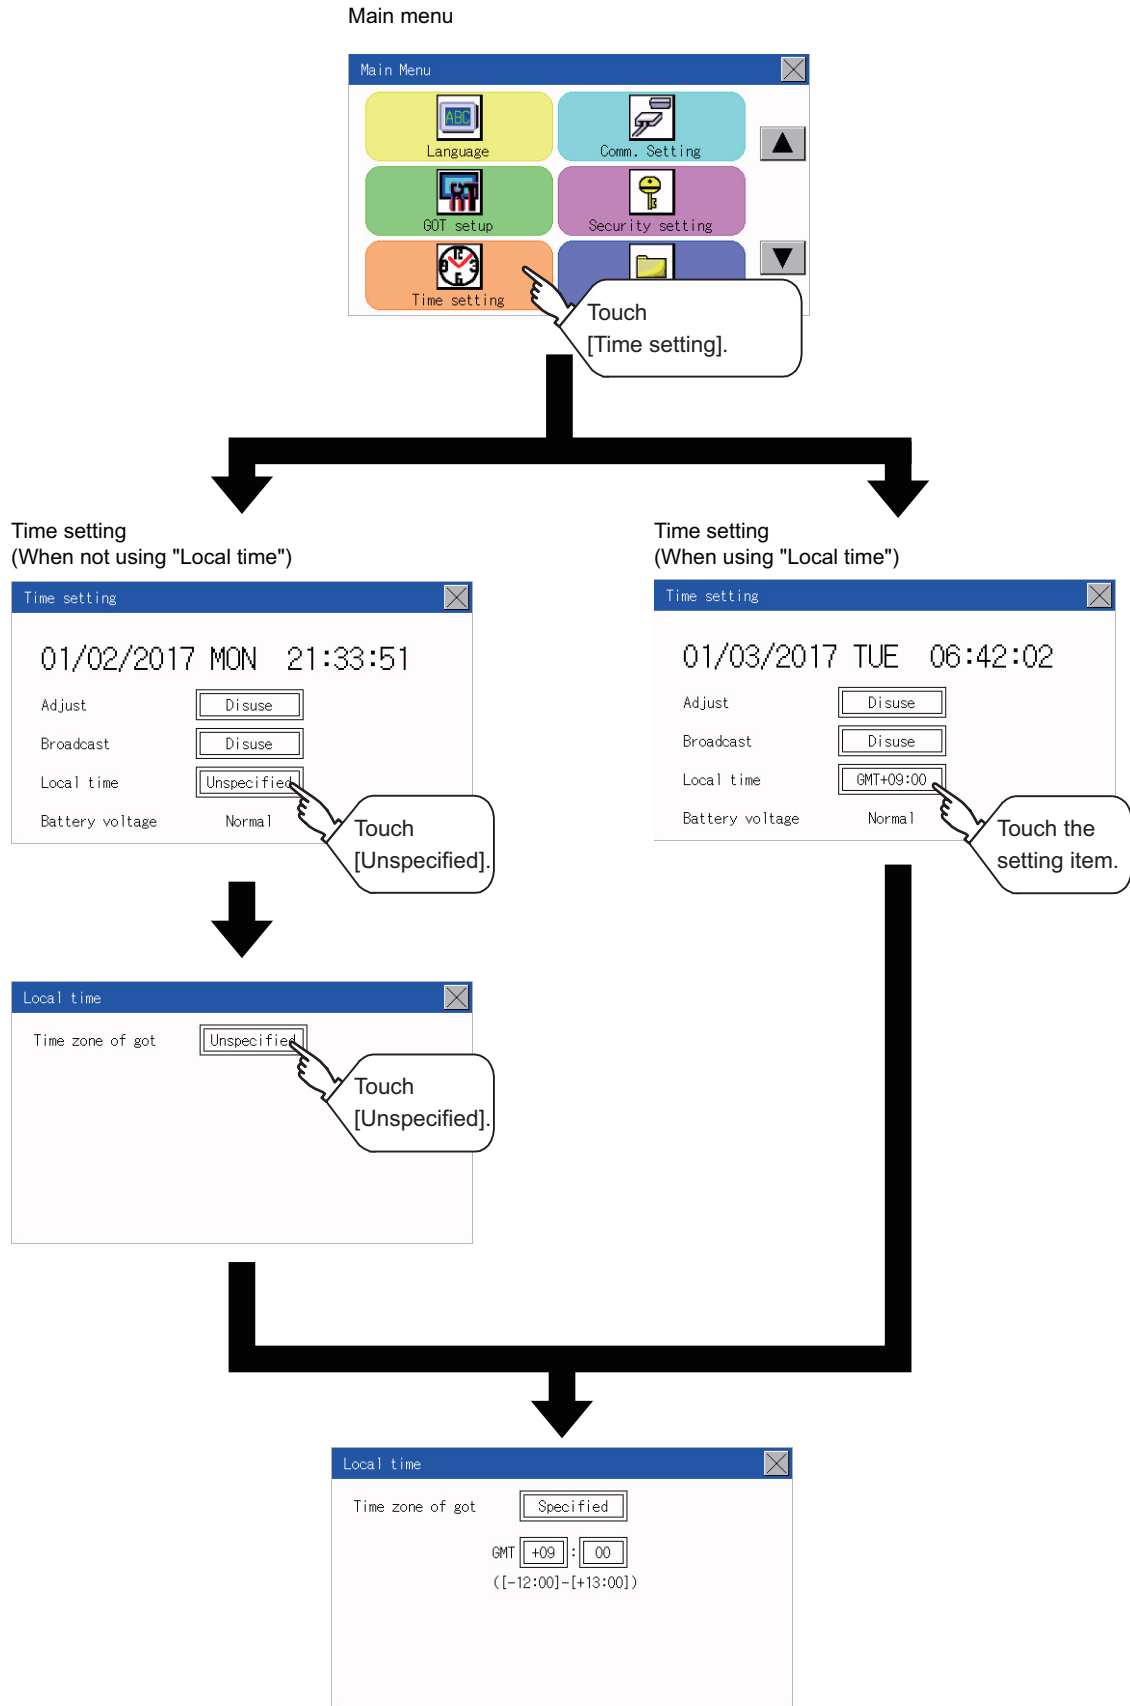 Main menu
Main Menu
ABC
Language
Comm. Setting
GOT setup
Security setting
Time setting
Touch
[Time setting].
Time setting
(When not using "Local time")
Time setting
01/02/2017 MON 21:33:51
Adjust Disuse
Broadcast Disuse
Local time Unspecified
Battery voltage Normal
Touch
[Unspecified].
Time setting
(When using "Local time")
Time setting
01/03/2017 TUE 06:42:02
Adjust Disuse
Broadcast Disuse
Local time GMT+09:00
Battery voltage Normal
Touch the
setting item.
Local time
Time zone of got Unspecified
Touch
[Unspecified].
Local time
Time zone of got Specified
GMT +09 : 00
([-12:00]-[+13:00])